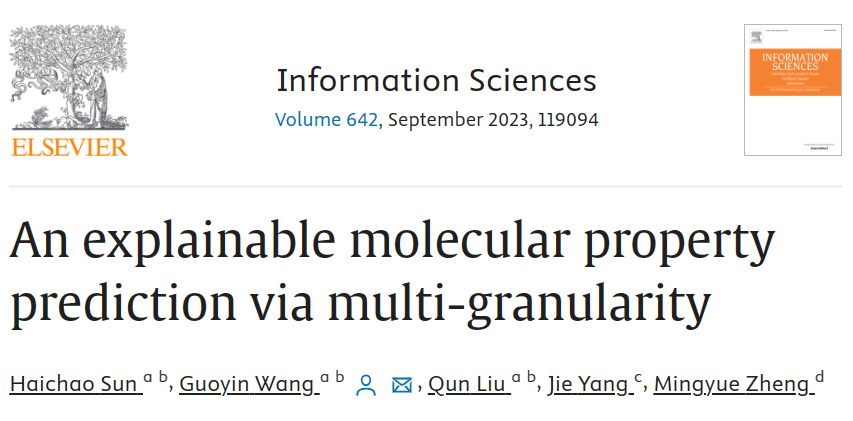 ELSEVIER
Information Sciences
Volume 642, September 2023, 119094
INFORMATION
SCIENCES
An explainable molecular property
prediction via multi-granularity
Haichao Sun a b, Guoyin Wang a b, Qun Liu a b, Jie Yang c, Mingyue Zheng d